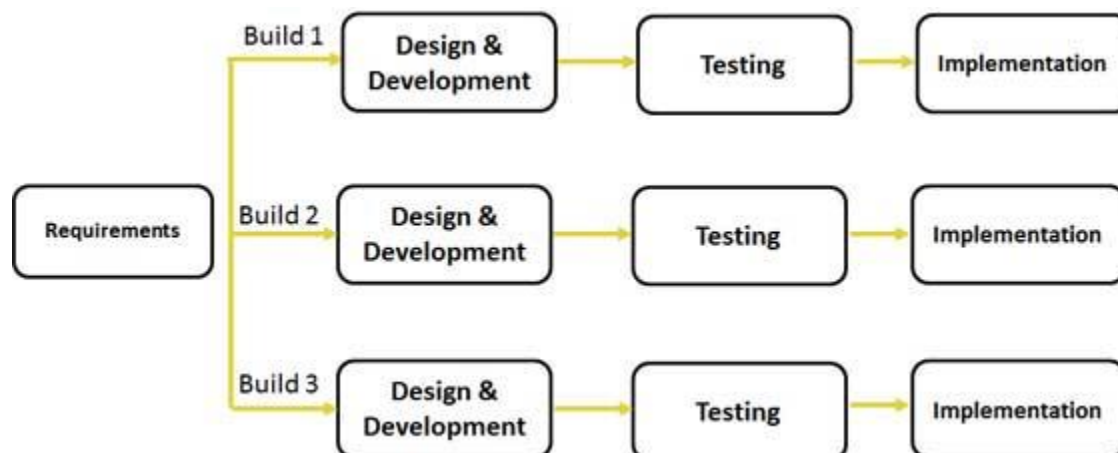 Build 1
Design &
Development
Testing
Implementation
Requirements
Build 2
Design &
Development
Testing
Implementation
Build 3
Design &
Development
Testing
Implementation